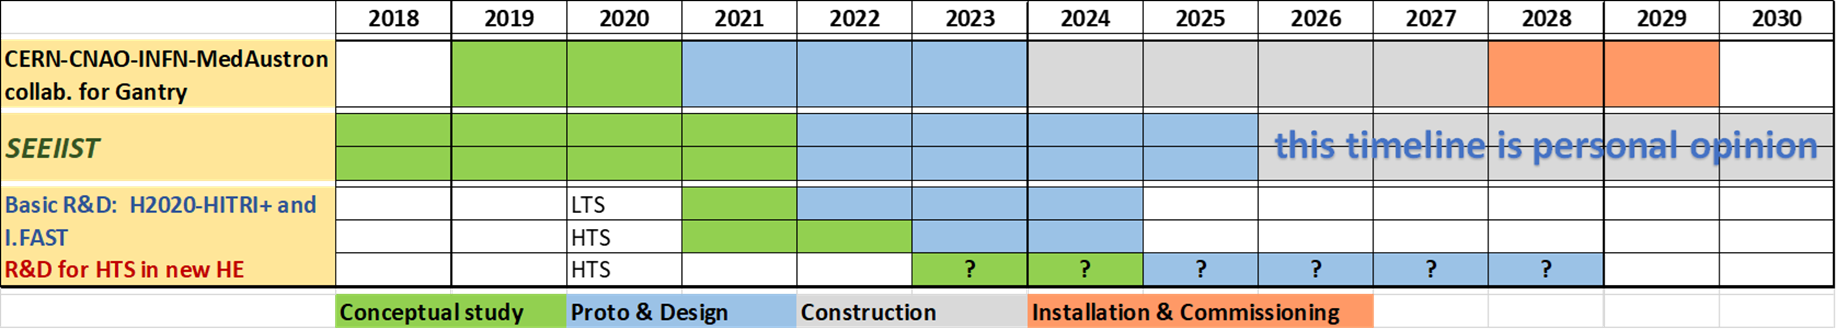 2018 2019 2020 2021 2022 2023 2024 2025 2026 2027 2028 2029 2030
CERN-CNAO-INFN-MedAustron
collab. for Gantry
SEEIIST this timeline is personal opinion
Basic R&D: H2020-HITRI+ and LTS
I.FAST HTS
R&D for HTS in new HE HTS ? ? ? ? ? ?
Conceptual study Proto & Design Construction Installation & Commissioning